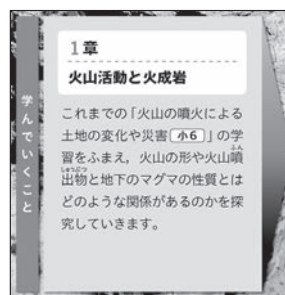 学んでいくこと
1章
火山活動と火成岩
これまでの「火山の噴火による
土地の変化や災害 小6 」の学
習をふまえ，火山の形や火山噴
ふん
出物と地下のマグマの性質とは
しゅつぶつ
どのような関係があるのかを探
究していきます。